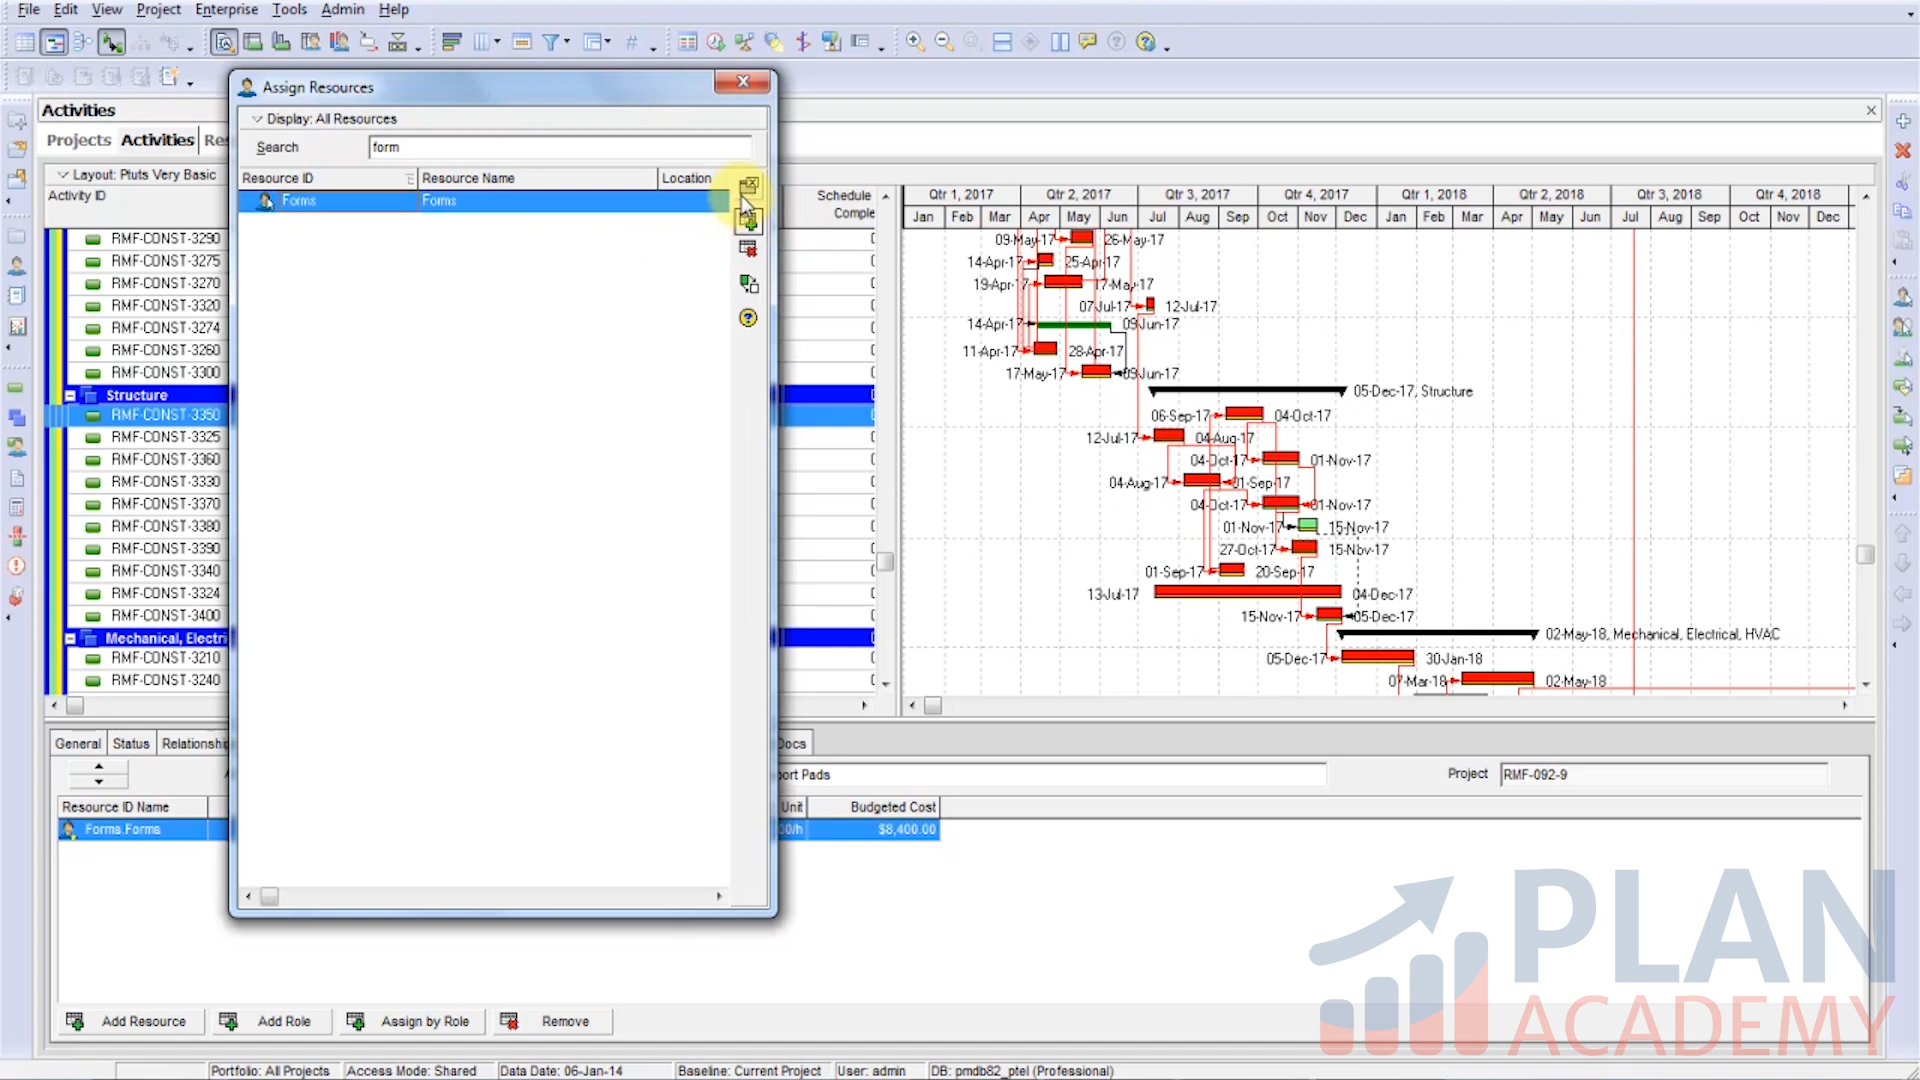 File Edit View Project Enterprise Tools Admin Help
Assign Resources
Activities
Display: All Resources
Projects Activities
Search form
Layout: Pluts Very Basic
Resource ID Resource Name Location
Activity ID
Schedule
Comple
Forms Forms
Qtr 1, 2017 Qtr 2, 2017 Qtr 3, 2017 Qtr 4, 2017 Qtr 1, 2018 Qtr 2, 2018 Qtr 3, 2018 Qtr 4, 2018
Jan Feb Mar Apr May Jun Jul Aug Sep Oct Nov Dec Jan Feb Mar Apr May Jun Jul Aug Sep Oct Nov Dec
RMF-CONST-3290 09-May-17 26-May-17
RMF-CONST-3275 14-Apr-17 25-Apr-17
RMF-CONST-3270 19-Apr-17 17-May-17
RMF-CONST-3320 07-Jul-17 12-Jul-17
RMF-CONST-3274 14-Apr-17 09-Jun-17
RMF-CONST-3260 11-Apr-17 28-Apr-17
RMF-CONST-3300 17-May-17 09-Jun-17
Structure 05-Dec-17, Structure
RMF-CONST-3350 06-Sep-17 04-Oct-17
RMF-CONST-3325 12-Jul-17 04-Aug-17
RMF-CONST-3360 04-Oct-17 01-Nov-17
RMF-CONST-3330 04-Aug-17 01-Sep-17
RMF-CONST-3370 04-Oct-17 01-Nov-17
RMF-CONST-3380 01-Nov-17 15-Nov-17
RMF-CONST-3390 27-Oct-17 15-Nov-17
RMF-CONST-3340 01-Sep-17 20-Sep-17
RMF-CONST-3324 13-Jul-17 04-Dec-17
RMF-CONST-3400 15-Nov-17 05-Dec-17
Mechanical, Electri 02-May-18, Mechanical, Electrical, HVAC
RMF-CONST-3210 05-Dec-17 30-Jan-18
RMF-CONST-3240 07-Mar-18 02-May-18
General Status Relationship Docs
port Pads Project RMF-092-9
Resource ID Name Unit Budgeted Cost
Forms.Forms 00/h $8,400.00
PLAN
ACADEMY
Add Resource Add Role Assign by Role Remove
Portfolio: All Projects Access Mode: Shared Data Date: 06-Jan-14 Baseline: Current Project User: admin DB: pmdb82_ptel (Professional)